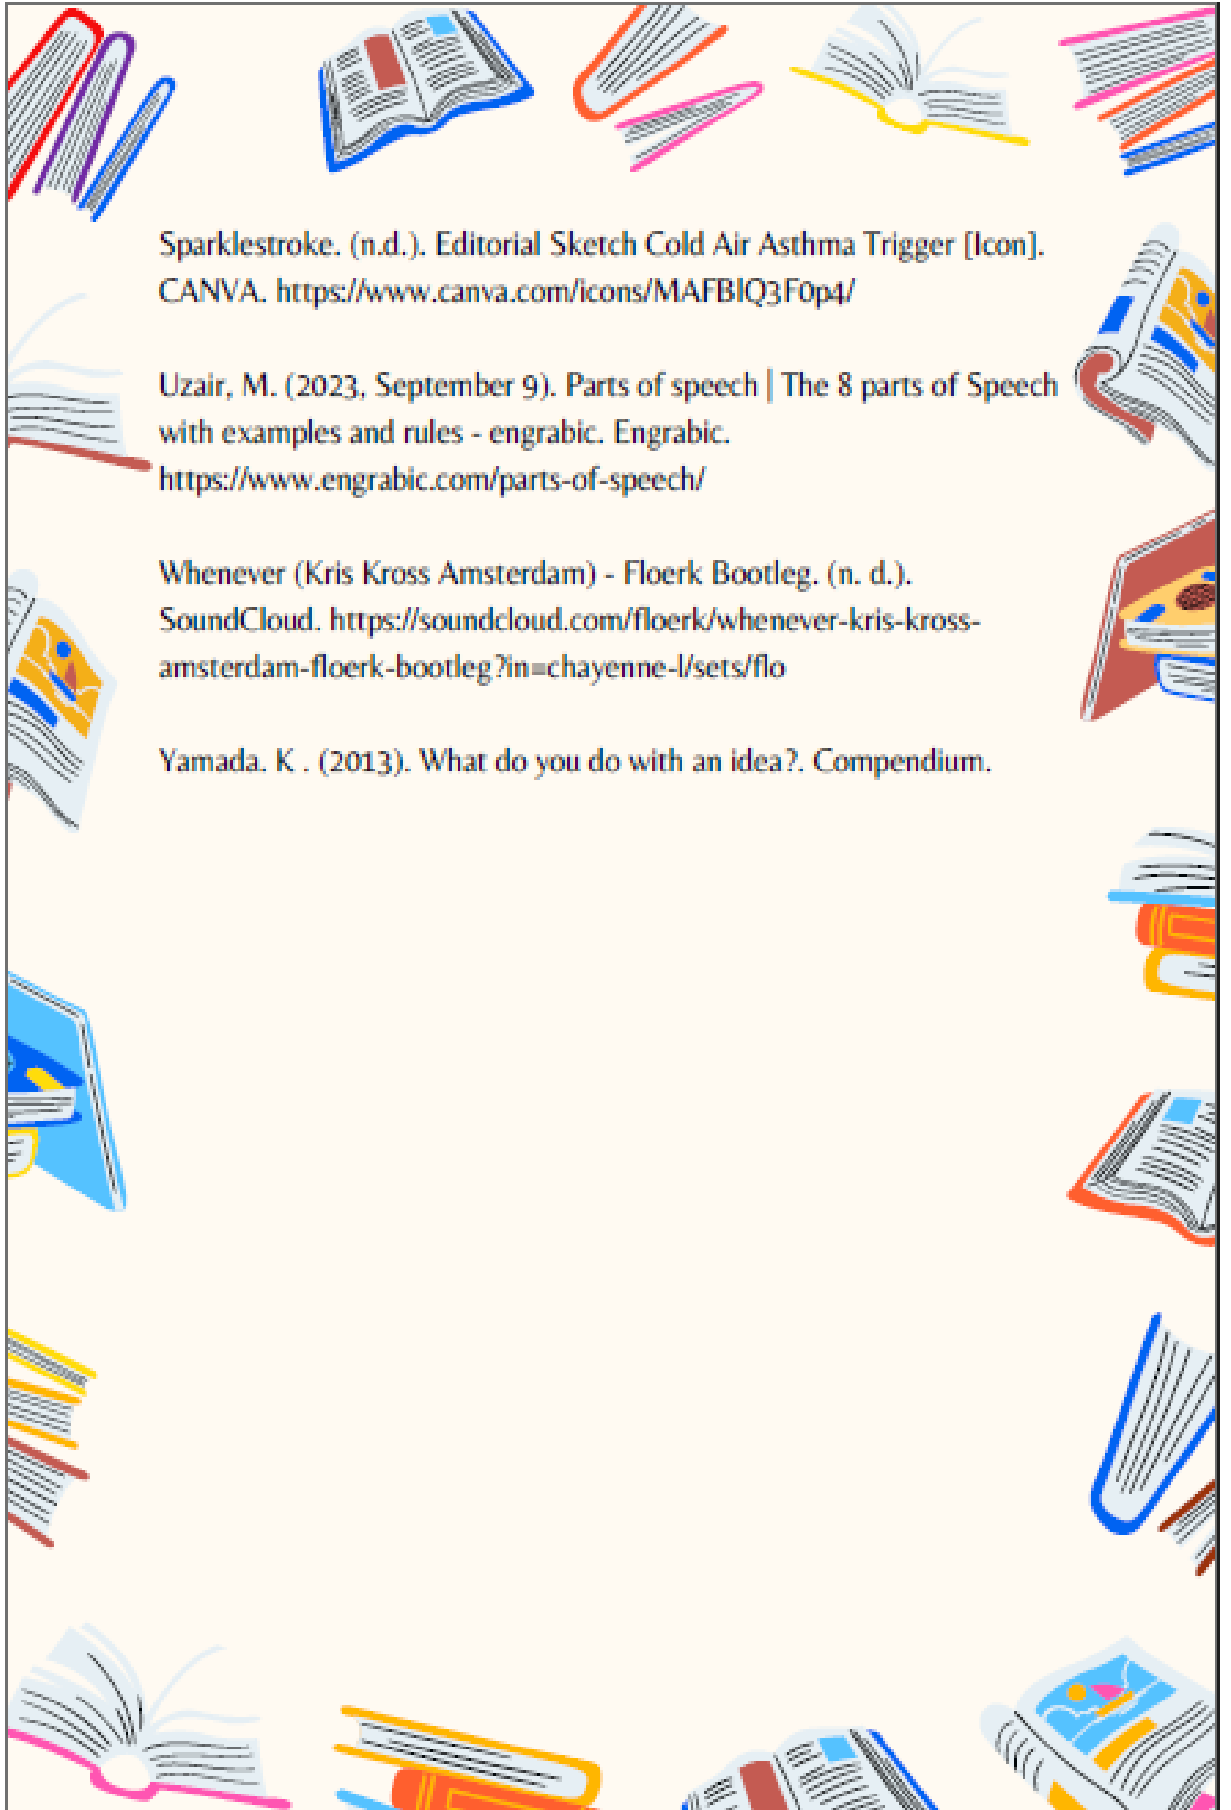 Sparklestroke. (n.d.). Editorial Sketch Cold Air Asthma Trigger [Icon].
CANVA. https://www.canva.com/icons/MAFBlQ3F0p4/
Uzair, M. (2023, September 9). Parts of speech | The 8 parts of Speech
with examples and rules - engrabic. Engrabic.
https://www.engrabic.com/parts-of-speech/
Whenever (Kris Kross Amsterdam) - Floerk Bootleg. (n. d.).
SoundCloud. https://soundcloud.com/floerk/whenever-kris-kross-
amsterdam-floerk-bootleg?in=chayenne-l/sets/flo
Yamada. K . (2013). What do you do with an idea?. Compendium.